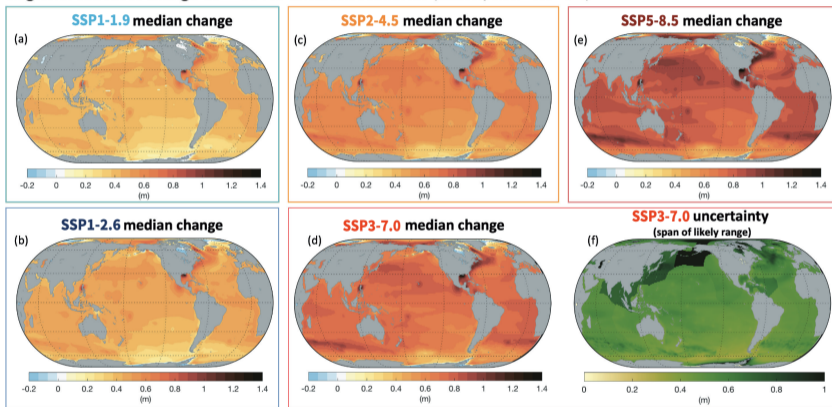 SSP1-1.9 median change
(a)
-0.2 0 0.2 0.4 0.6 0.8 1 1.2 1.4
(m)
SSP2-4.5 median change
(c)
-0.2 0 0.2 0.4 0.6 0.8 1 1.2 1.4
(m)
SSP5-8.5 median change
(e)
-0.2 0 0.2 0.4 0.6 0.8 1 1.2 1.4
(m)
SSP1-2.6 median change
(b)
-0.2 0 0.2 0.4 0.6 0.8 1 1.2 1.4
(m)
SSP3-7.0 median change
(d)
-0.2 0 0.2 0.4 0.6 0.8 1 1.2 1.4
(m)
SSP3-7.0 uncertainty
(span of likely range)
(f)
0 0.2 0.4 0.6 0.8 1
(m)